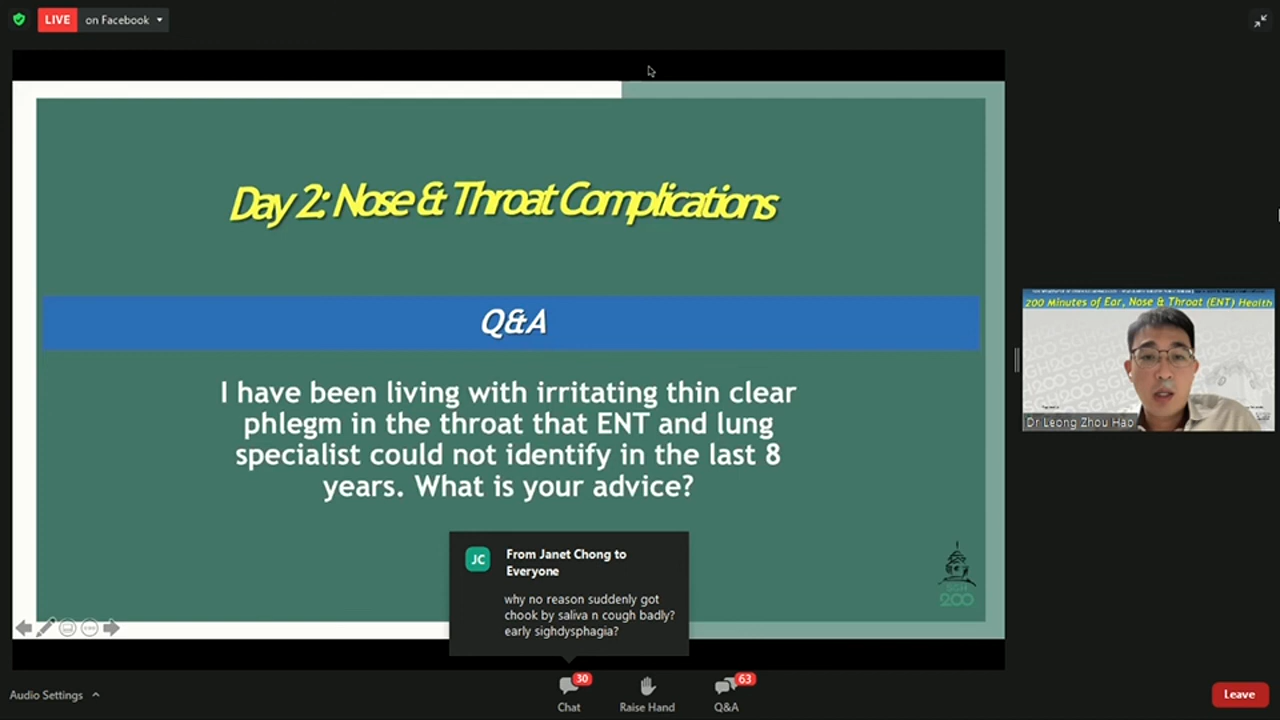 LIVE
on Facebook
Day 2: Nose & Throat Complications
Q&A
I have been living with irritating thin clear
phlegm in the throat that ENT and lung
specialist could not identify in the last 8
years. What is your advice?
SGH
200
JC
From Janet Chong to
Everyone
why no reason suddenly got
chook by saliva n cough badly?
early sighdysphagia?
200 Minutes of Ear, Nose & Throat (ENT) Health
Dr Leong Zhou Hao
Audio Settings
30
Chat
Raise Hand
63
Q&A
Leave